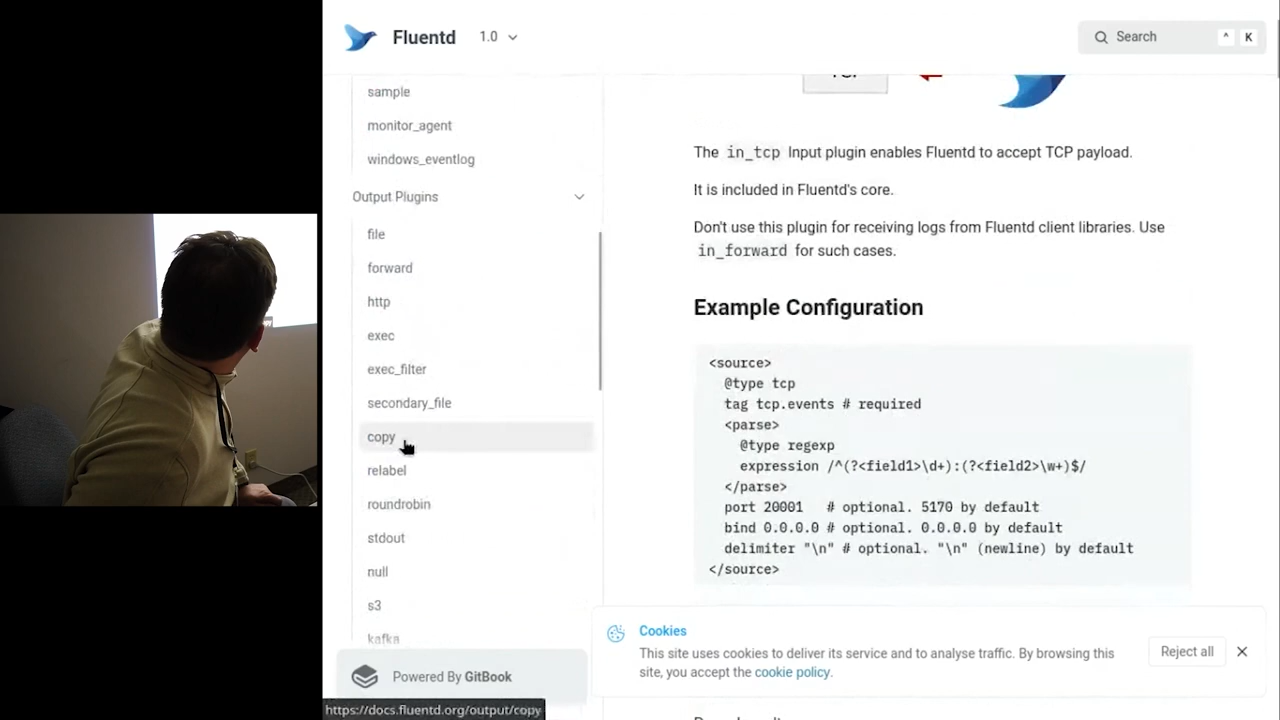 Fluentd
1.0
Search
^
K
sample
monitor_agent
windows_eventlog
Output Plugins
file
forward
http
exec
exec_filter
secondary_file
copy
relabel
roundrobin
stdout
null
s3
kafka
Powered By GitBook
https://docs.fluentd.org/output/copy
The in_tcp Input plugin enables Fluentd to accept TCP payload.
It is included in Fluentd's core.
Don't use this plugin for receiving logs from Fluentd client libraries. Use
in_forward for such cases.
Example Configuration
<source>
@type tcp
tag tcp.events # required
<parse>
@type regexp
expression /^(?<field1>\d+):(?<field2>\w+)$/
</parse>
port 20001 # optional. 5170 by default
bind 0.0.0.0 # optional. 0.0.0.0 by default
delimiter "\n" # optional. "\n" (newline) by default
</source>
Cookies
This site uses cookies to deliver its service and to analyse traffic. By browsing
this site, you accept the cookie policy.
Reject all